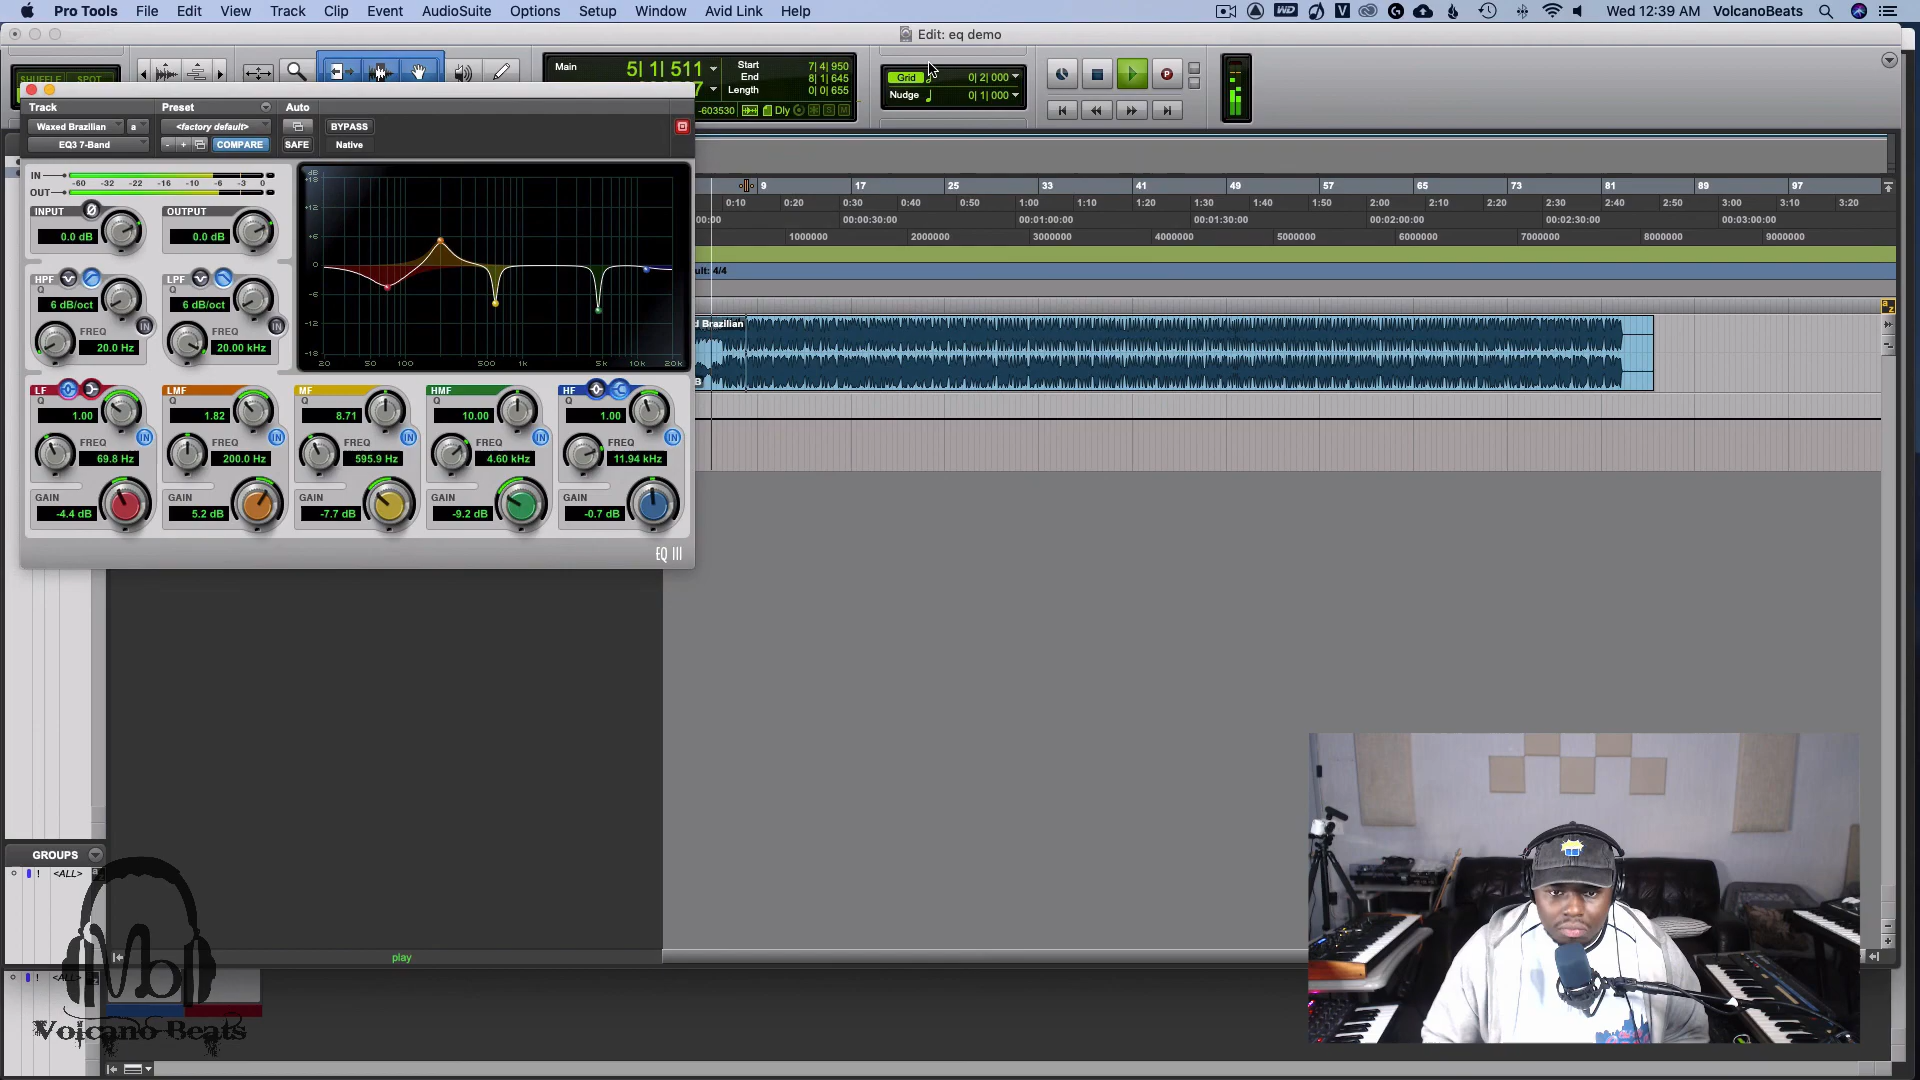 Pro Tools File Edit View Track Clip Event AudioSuite Options Setup Window Avid Link Help
WD V Wed 12:39 AM VolcanoBeats
Edit: eq demo
SHUFFLE SPOT
Main 5| 1| 511
Start 7| 4| 950
End 8| 1| 645
Length 0| 0| 655
-603530 Dly
Grid 0| 2| 000
Nudge 0| 1| 000
Track Preset Auto
Waxed Brazilian a <factory default> BYPASS
EQ3 7-Band - + COMPARE SAFE Native
IN -60 -32 -22 -16 -10 -6 -3 0
OUT
INPUT Ø OUTPUT
0.0 dB 0.0 dB
HPF LPF
Q Q
6 dB/oct 6 dB/oct
IN IN
FREQ FREQ
20.0 Hz 20.00 kHz
dB
+18
+12
+6
0
-6
-12
-18
20 50 100 500 1k 5k 10k 20k
LF LMF MF HMF HF
Q Q Q Q Q
1.00 1.82 8.71 10.00 1.00
IN IN IN IN IN
FREQ FREQ FREQ FREQ FREQ
69.8 Hz 200.0 Hz 595.9 Hz 4.60 kHz 11.94 kHz
GAIN GAIN GAIN GAIN GAIN
-4.4 dB 5.2 dB -7.7 dB -9.2 dB -0.7 dB
EQ III
9 17 25 33 41 49 57 65 73 81 89 97
0:10 0:20 0:30 0:40 0:50 1:00 1:10 1:20 1:30 1:40 1:50 2:00 2:10 2:20 2:30 2:40 2:50 3:00 3:10 3:20
00:00 00:00:30:00 00:01:00:00 00:01:30:00 00:02:00:00 00:02:30:00 00:03:00:00
1000000 2000000 3000000 4000000 5000000 6000000 7000000 8000000 9000000
ult: 4/4
d Brazilian
GROUPS
! <ALL> a
play
! <ALL>
Volcano Beats